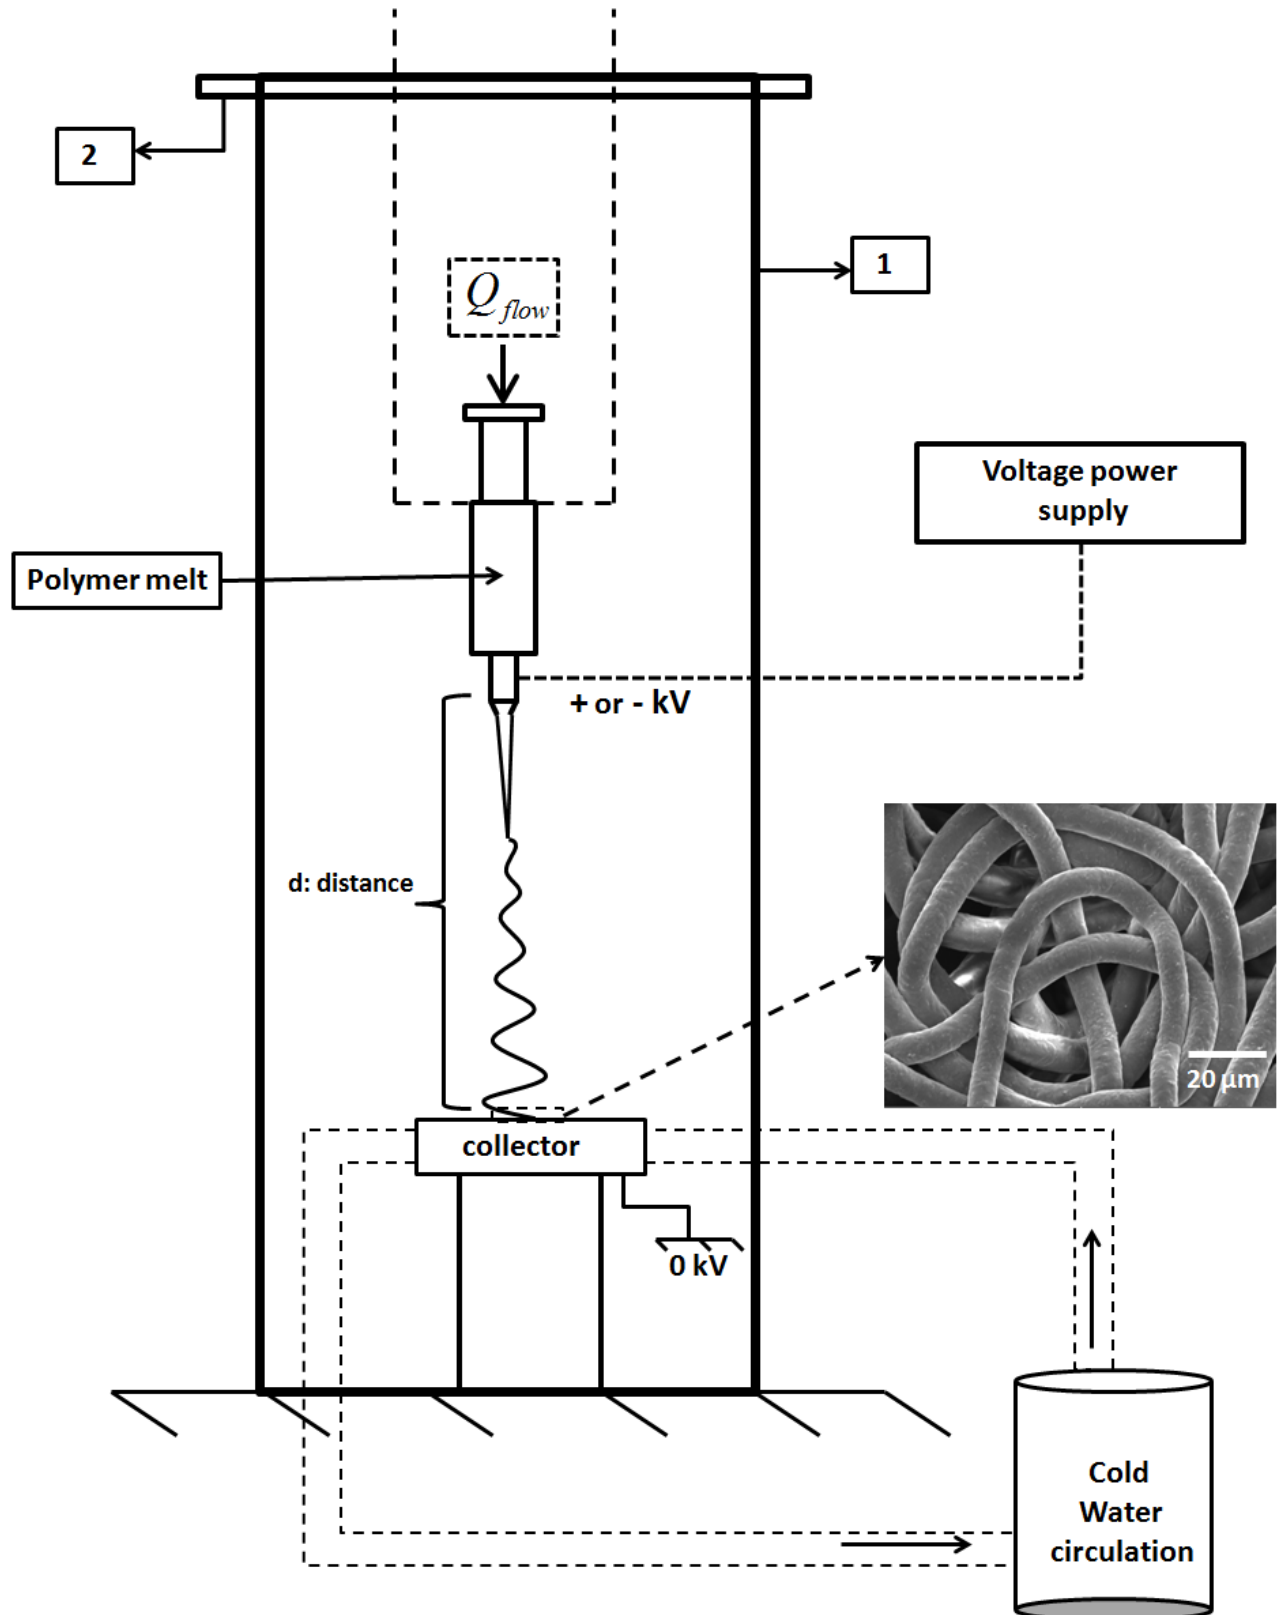 2
1
Q flow
Voltage power
supply
Polymer melt
+ or - kV
d: distance
20 µm
collector
0 kV
Cold
Water
circulation